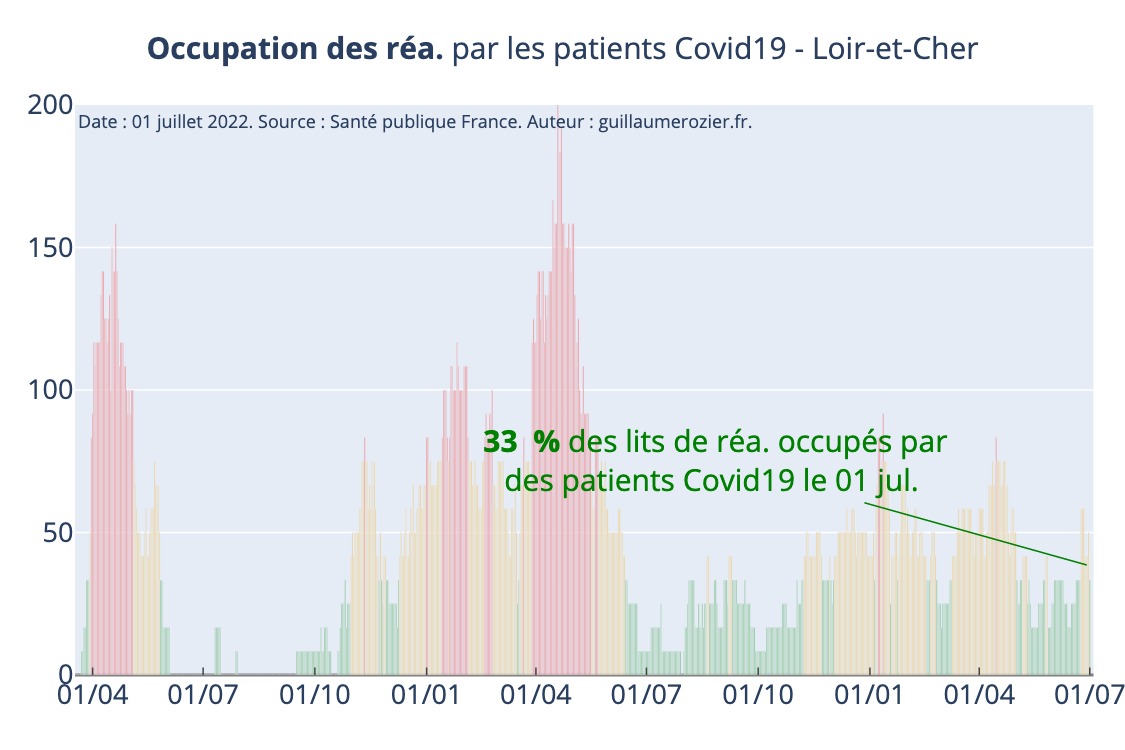 Occupation des réa. par les patients Covid19 - Loir-et-Cher
200
Date : 01 juillet 2022. Source : Santé publique France. Auteur : guillaumerozier.fr.
150
100
33 % des lits de réa. occupés par
des patients Covid19 le 01 jul.
50
0
01/04 01/07 01/10 01/01 01/04 01/07 01/10 01/01 01/04 01/07